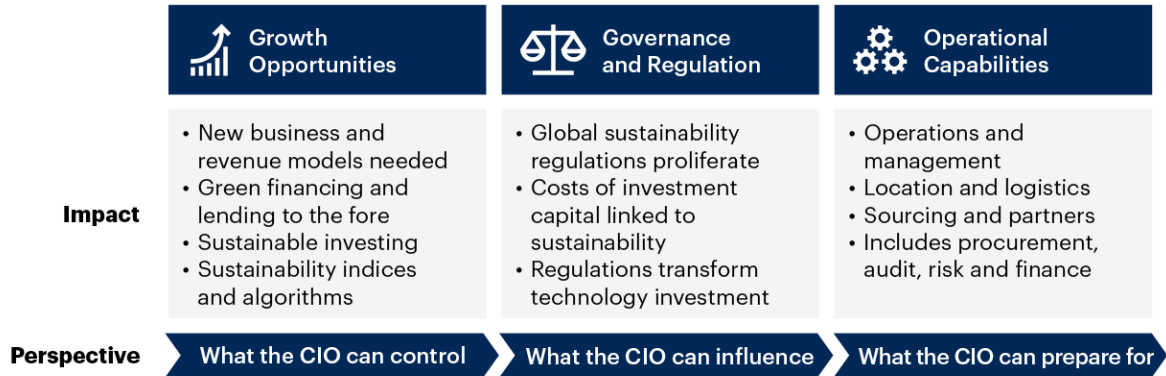 Growth
Opportunities
Governance
and Regulation
Operational
Capabilities
Impact
• New business and
revenue models needed
• Green financing and
lending to the fore
• Sustainable investing
• Sustainability indices
and algorithms
• Global sustainability
regulations proliferate
• Costs of investment
capital linked to
sustainability
• Regulations transform
technology investment
• Operations and
management
• Location and logistics
• Sourcing and partners
• Includes procurement,
audit, risk and finance
Perspective
What the CIO can control
What the CIO can influence
What the CIO can prepare for